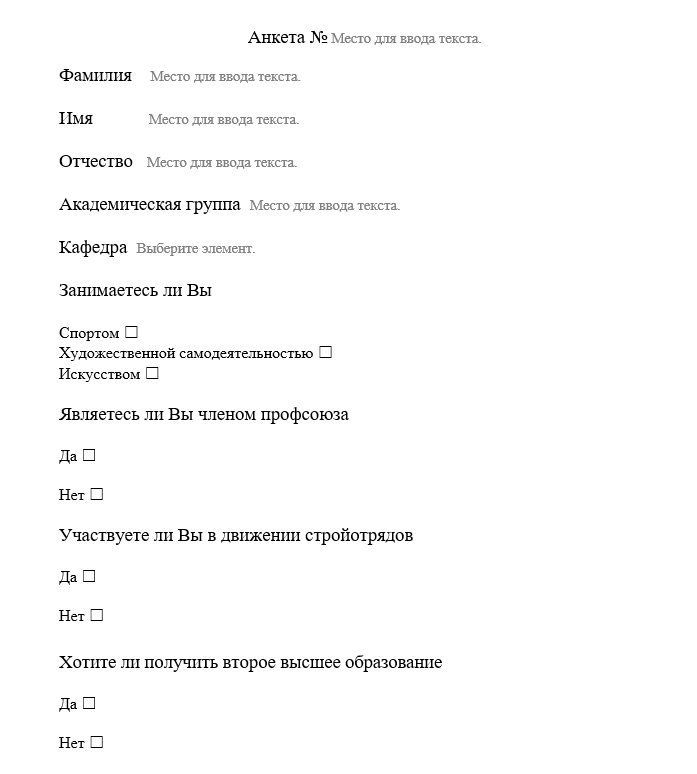 Анкета № Место для ввода текста.
Фамилия Место для ввода текста.
Имя Место для ввода текста.
Отчество Место для ввода текста.
Академическая группа Место для ввода текста.
Кафедра Выберите элемент.
Занимаетесь ли Вы
Спортом ☐
Художественной самодеятельностью ☐
Искусством ☐
Являетесь ли Вы членом профсоюза
Да ☐
Нет ☐
Участвуете ли Вы в движении стройотрядов
Да ☐
Нет ☐
Хотите ли получить второе высшее образование
Да ☐
Нет ☐